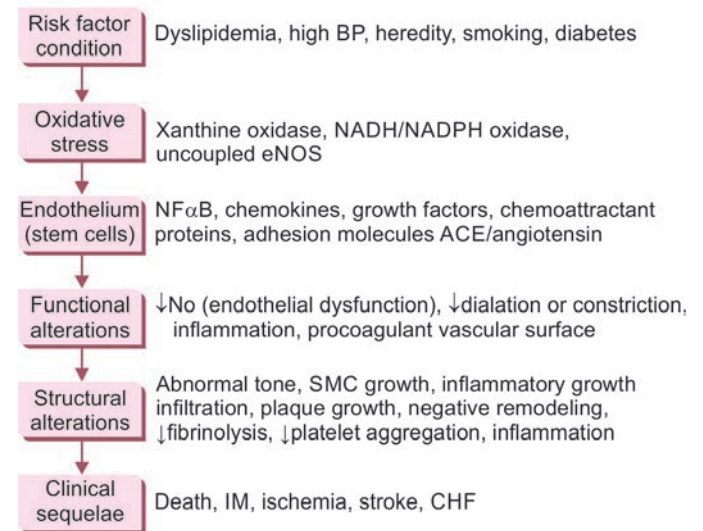 Risk factor
condition
Dyslipidemia, high BP, heredity, smoking, diabetes
Oxidative
stress
Xanthine oxidase, NADH/NADPH oxidase,
uncoupled eNOS
Endothelium
(stem cells)
NFαB, chemokines, growth factors, chemoattractant
proteins, adhesion molecules ACE/angiotensin
Functional
alterations
↓No (endothelial dysfunction), ↓dialation or constriction,
inflammation, procoagulant vascular surface
Structural
alterations
Abnormal tone, SMC growth, inflammatory growth
infiltration, plaque growth, negative remodeling,
↓fibrinolysis, ↓platelet aggregation, inflammation
Clinical
sequelae
Death, IM, ischemia, stroke, CHF